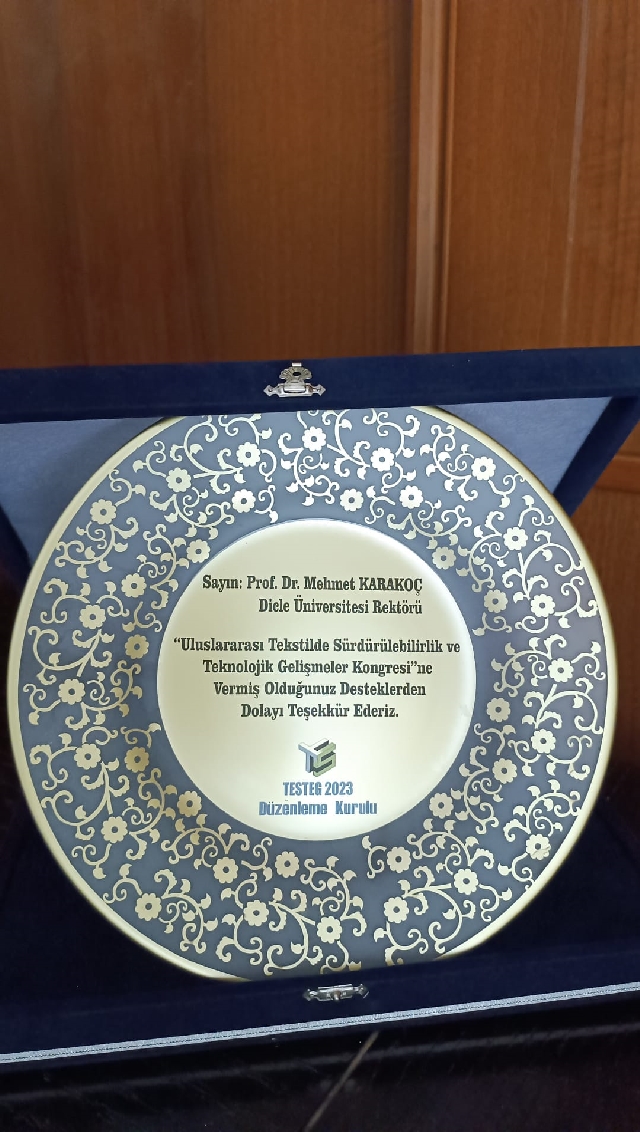 Sayın: Prof. Dr. Mehmet KARAKOÇ
Dicle Üniversitesi Rektörü
“Uluslararası Tekstilde Sürdürülebilirlik ve
Teknolojik Gelişmeler Kongresi”ne
Vermiş Olduğunuz Desteklerden
Dolayı Teşekkür Ederiz.
TS
TESTEG 2023
Düzenleme Kurulu